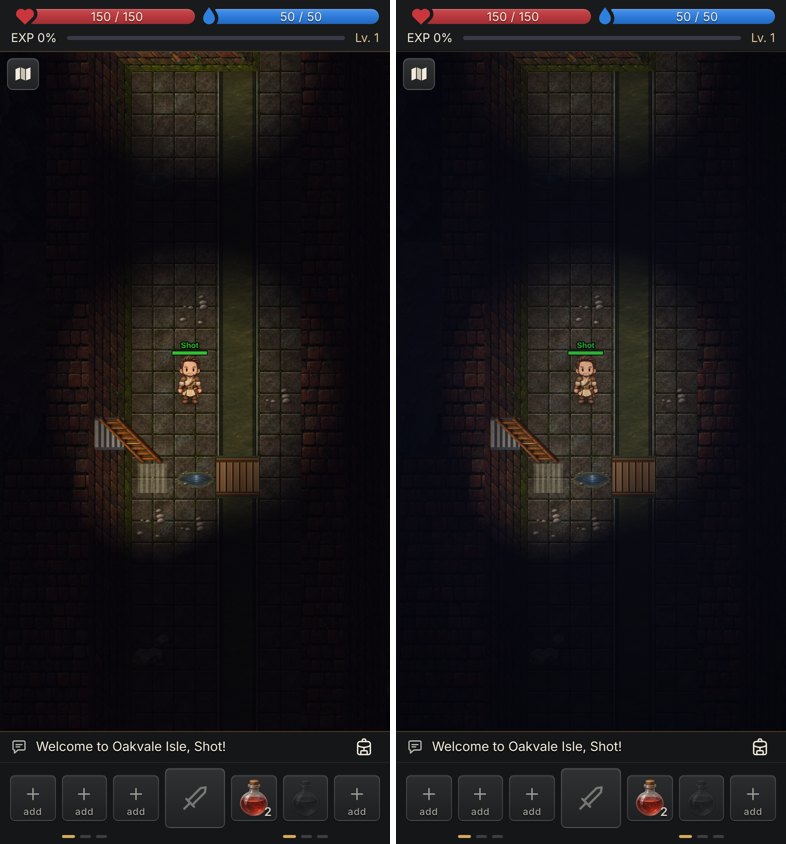 150 / 150
50 / 50
EXP 0%
Lv. 1
Shot
Welcome to Oakvale Isle, Shot!
add
add
add
2
add
150 / 150
50 / 50
EXP 0%
Lv. 1
Shot
Welcome to Oakvale Isle, Shot!
add
add
add
2
add